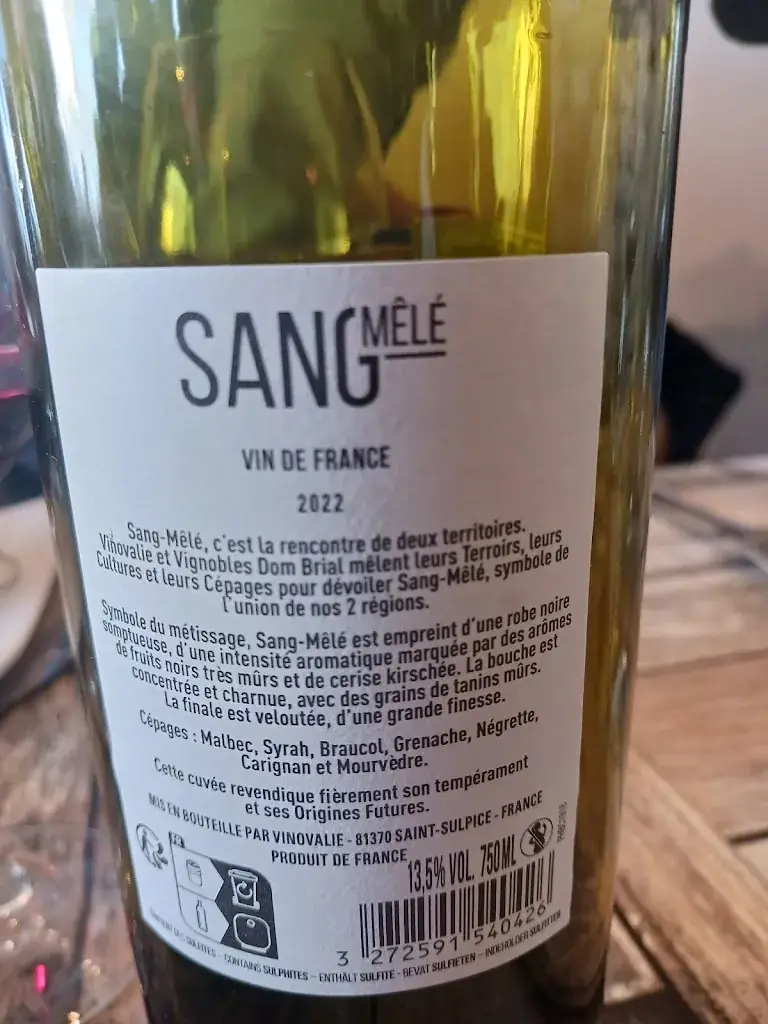 SANG MÊLÉ
VIN DE FRANCE
2022
Sang-Mêlé, c'est la rencontre de deux territoires.
Vinovalie et Vignobles Dom Brial mêlent leurs Terroirs, leurs
Cultures et leurs Cépages pour dévoiler Sang-Mêlé, symbole de
l'union de nos 2 régions.
Symbole du métissage, Sang-Mêlé est empreint d'une robe noire
somptueuse, d'une intensité aromatique marquée par des arômes
de fruits noirs très mûrs et de cerise kirschée. La bouche est
concentrée et charnue, avec des grains de tanins mûrs.
La finale est veloutée, d'une grande finesse.
Cépages : Malbec, Syrah, Braucol, Grenache, Négrette,
Carignan et Mourvèdre.
Cette cuvée revendique fièrement son tempérament
et ses Origines Futures.
MIS EN BOUTEILLE PAR VINOVALIE - 81370 SAINT-SULPICE - FRANCE
PRODUIT DE FRANCE
13,5% VOL. 750ML
3 272591 540426
CONTIENT DES SULFITES - CONTAINS SULPHITES - ENTHÄLT SULFITE - BEVAT SULFIETEN - INDEHOLDER SULFITTER